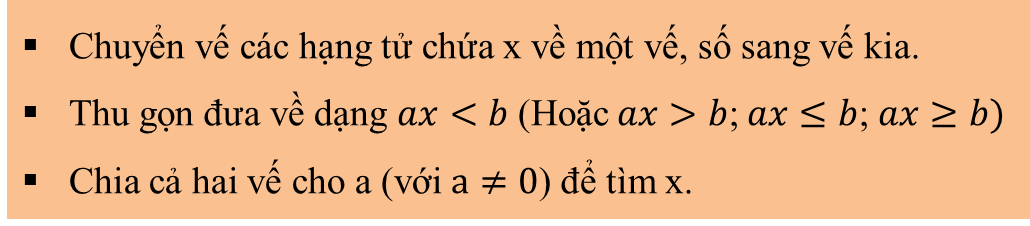 ▪ Chuyển vế các hạng tử chứa x về một vế, số sang vế kia.
▪ Thu gọn đưa về dạng ax < b (Hoặc ax > b; ax ≤ b; ax ≥ b)
▪ Chia cả hai vế cho a (với a ≠ 0) để tìm x.